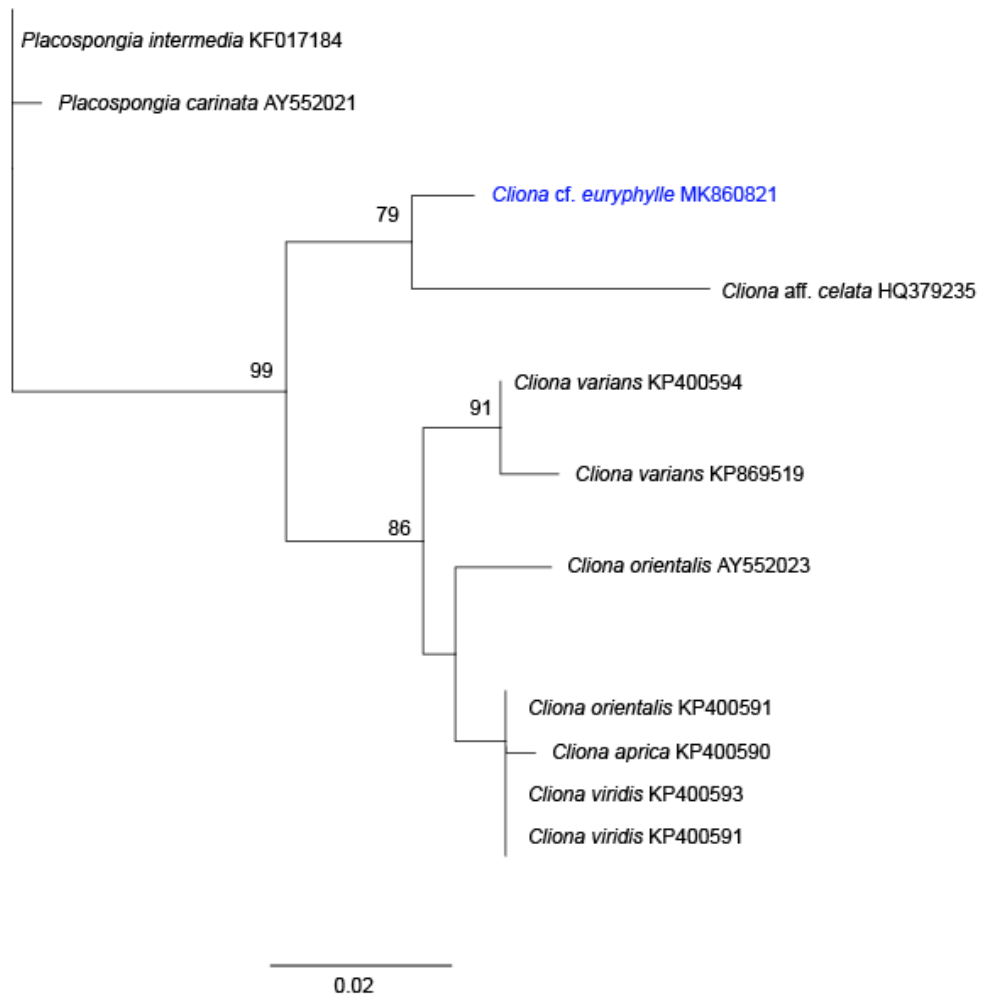 Placospongia intermedia KF017184
Placospongia carinata AY552021
Cliona cf. euryphylle MK860821
79
Cliona aff. celata HQ379235
99
Cliona varians KP400594
91
Cliona varians KP869519
86
Cliona orientalis AY552023
Cliona orientalis KP400591
Cliona aprica KP400590
Cliona viridis KP400593
Cliona viridis KP400591
0.02